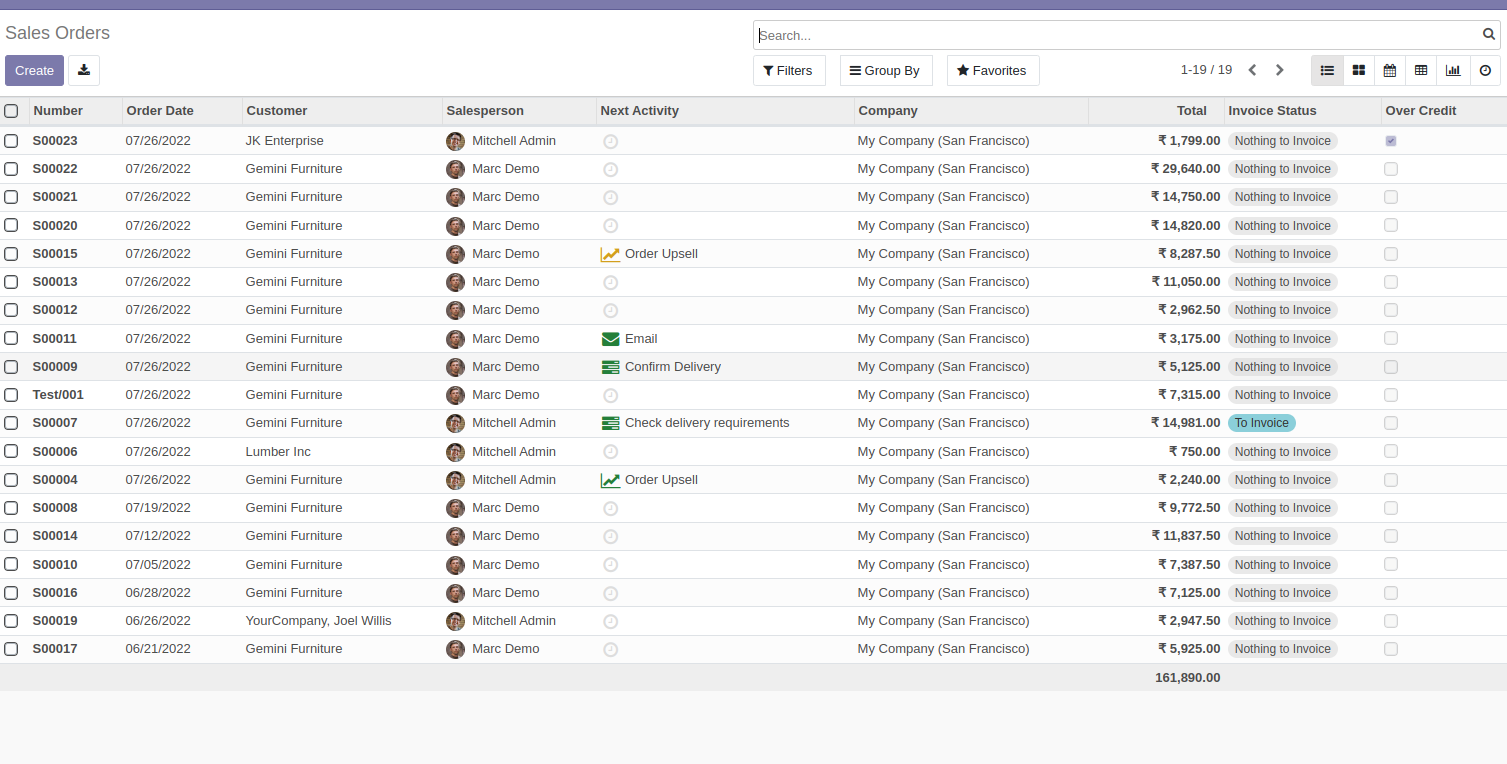 Sales Orders
Search...
Create Filters Group By Favorites 1-19 / 19
Number Order Date Customer Salesperson Next Activity Company Total Invoice Status Over Credit
S00023 07/26/2022 JK Enterprise Mitchell Admin My Company (San Francisco) ₹ 1,799.00 Nothing to Invoice
S00022 07/26/2022 Gemini Furniture Marc Demo My Company (San Francisco) ₹ 29,640.00 Nothing to Invoice
S00021 07/26/2022 Gemini Furniture Marc Demo My Company (San Francisco) ₹ 14,750.00 Nothing to Invoice
S00020 07/26/2022 Gemini Furniture Marc Demo My Company (San Francisco) ₹ 14,820.00 Nothing to Invoice
S00015 07/26/2022 Gemini Furniture Marc Demo Order Upsell My Company (San Francisco) ₹ 8,287.50 Nothing to Invoice
S00013 07/26/2022 Gemini Furniture Marc Demo My Company (San Francisco) ₹ 11,050.00 Nothing to Invoice
S00012 07/26/2022 Gemini Furniture Marc Demo My Company (San Francisco) ₹ 2,962.50 Nothing to Invoice
S00011 07/26/2022 Gemini Furniture Marc Demo Email My Company (San Francisco) ₹ 3,175.00 Nothing to Invoice
S00009 07/26/2022 Gemini Furniture Marc Demo Confirm Delivery My Company (San Francisco) ₹ 5,125.00 Nothing to Invoice
Test/001 07/26/2022 Gemini Furniture Marc Demo My Company (San Francisco) ₹ 7,315.00 Nothing to Invoice
S00007 07/26/2022 Gemini Furniture Mitchell Admin Check delivery requirements My Company (San Francisco) ₹ 14,981.00 To Invoice
S00006 07/26/2022 Lumber Inc Mitchell Admin My Company (San Francisco) ₹ 750.00 Nothing to Invoice
S00004 07/26/2022 Gemini Furniture Mitchell Admin Order Upsell My Company (San Francisco) ₹ 2,240.00 Nothing to Invoice
S00008 07/19/2022 Gemini Furniture Marc Demo My Company (San Francisco) ₹ 9,772.50 Nothing to Invoice
S00014 07/12/2022 Gemini Furniture Marc Demo My Company (San Francisco) ₹ 11,837.50 Nothing to Invoice
S00010 07/05/2022 Gemini Furniture Marc Demo My Company (San Francisco) ₹ 7,387.50 Nothing to Invoice
S00016 06/28/2022 Gemini Furniture Marc Demo My Company (San Francisco) ₹ 7,125.00 Nothing to Invoice
S00019 06/26/2022 YourCompany, Joel Willis Mitchell Admin My Company (San Francisco) ₹ 2,947.50 Nothing to Invoice
S00017 06/21/2022 Gemini Furniture Marc Demo My Company (San Francisco) ₹ 5,925.00 Nothing to Invoice
161,890.00